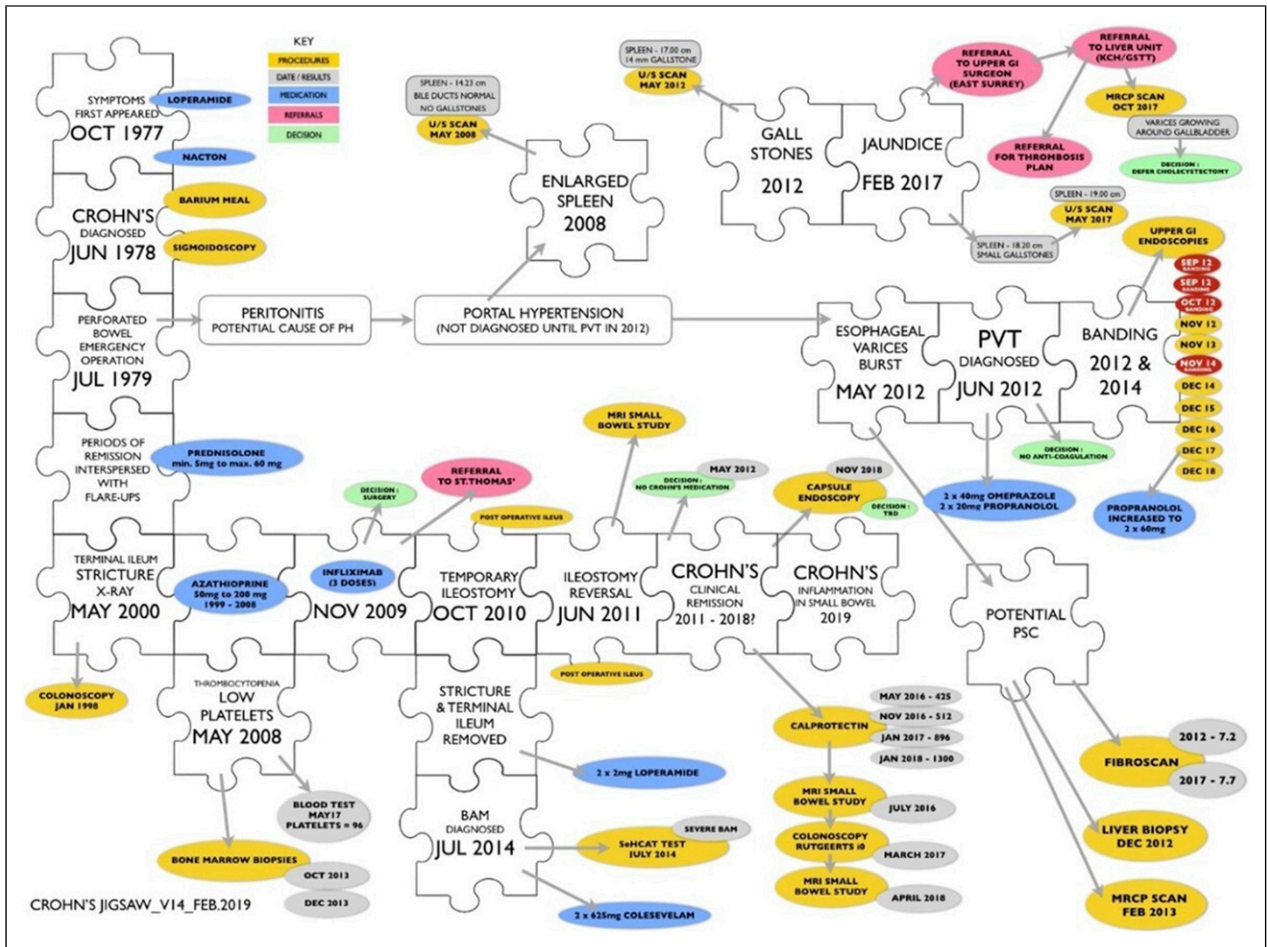 KEY
PROCEDURES
DATE / RESULTS
MEDICATION
REFERRALS
DECISION
SYMPTOMS
FIRST APPEARED
OCT 1977
LOPERAMIDE
NACTON
CROHN'S
DIAGNOSED
JUN 1978
BARIUM MEAL
SIGMOIDOSCOPY
PERFORATED
BOWEL
EMERGENCY
OPERATION
JUL 1979
PERITONITIS
POTENTIAL CAUSE OF PH
PORTAL HYPERTENSION
(NOT DIAGNOSED UNTIL PVT IN 2012)
SPLEEN - 14.23 cm
BILE DUCTS NORMAL
NO GALLSTONES
U/S SCAN
MAY 2008
ENLARGED
SPLEEN
2008
SPLEEN - 17.00 cm
14 mm GALLSTONE
U/S SCAN
MAY 2012
GALL
STONES
2012
JAUNDICE
FEB 2017
REFERRAL
TO UPPER GI
SURGEON
(EAST SURREY)
REFERRAL
TO LIVER UNIT
(KCH/GSTT)
MRCP SCAN
OCT 2017
VARICES GROWING
AROUND GALLBLADDER
DECISION :
DEFER CHOLECYSTECTOMY
REFERRAL
FOR THROMBOSIS
PLAN
SPLEEN - 19.00 cm
U/S SCAN
MAY 2017
SPLEEN - 18.20 cm
SMALL GALLSTONES
UPPER GI
ENDOSCOPIES
SEP 12
BANDING
SEP 12
BANDING
OCT 12
BANDING
NOV 12
NOV 13
NOV 14
BANDING
DEC 14
DEC 15
DEC 16
DEC 17
DEC 18
ESOPHAGEAL
VARICES
BURST
MAY 2012
PVT
DIAGNOSED
JUN 2012
BANDING
2012 &
2014
DECISION :
NO ANTI-COAGULATION
2 x 40mg OMEPRAZOLE
2 x 20mg PROPRANOLOL
PROPRANOLOL
INCREASED TO
2 x 60mg
PERIODS OF
REMISSION
INTERSPERSED
WITH
FLARE-UPS
PREDNISOLONE
min. 5mg to max. 60 mg
TERMINAL ILEUM
STRICTURE
X-RAY
MAY 2000
COLONOSCOPY
JAN 1998
AZATHIOPRINE
50mg to 200 mg
1999 - 2008
DECISION :
SURGERY
INFLIXIMAB
(3 DOSES)
NOV 2009
REFERRAL
TO ST.THOMAS'
POST OPERATIVE ILEUS
TEMPORARY
ILEOSTOMY
OCT 2010
MRI SMALL
BOWEL STUDY
ILEOSTOMY
REVERSAL
JUN 2011
POST OPERATIVE ILEUS
MAY 2012
DECISION :
NO CROHN'S MEDICATION
CROHN'S
CLINICAL
REMISSION
2011 - 2018?
NOV 2018
CAPSULE
ENDOSCOPY
DECISION :
TBD
CROHN'S
INFLAMMATION
IN SMALL BOWEL
2019
POTENTIAL
PSC
THROMBOCYTOPENIA
LOW
PLATELETS
MAY 2008
BLOOD TEST
MAY17
PLATELETS = 96
BONE MARROW BIOPSIES
OCT 2013
DEC 2013
STRICTURE
& TERMINAL
ILEUM
REMOVED
2 x 2mg LOPERAMIDE
BAM
DIAGNOSED
JUL 2014
SEVERE BAM
SeHCAT TEST
JULY 2014
2 x 625mg COLESEVELAM
CALPROTECTIN
MAY 2016 - 425
NOV 2016 - 512
JAN 2017 - 896
JAN 2018 - 1300
MRI SMALL
BOWEL STUDY
JULY 2016
COLONOSCOPY
RUTGEERTS i0
MARCH 2017
MRI SMALL
BOWEL STUDY
APRIL 2018
FIBROSCAN
2012 - 7.2
2017 - 7.7
LIVER BIOPSY
DEC 2012
MRCP SCAN
FEB 2013
CROHN'S JIGSAW_V14_FEB.2019